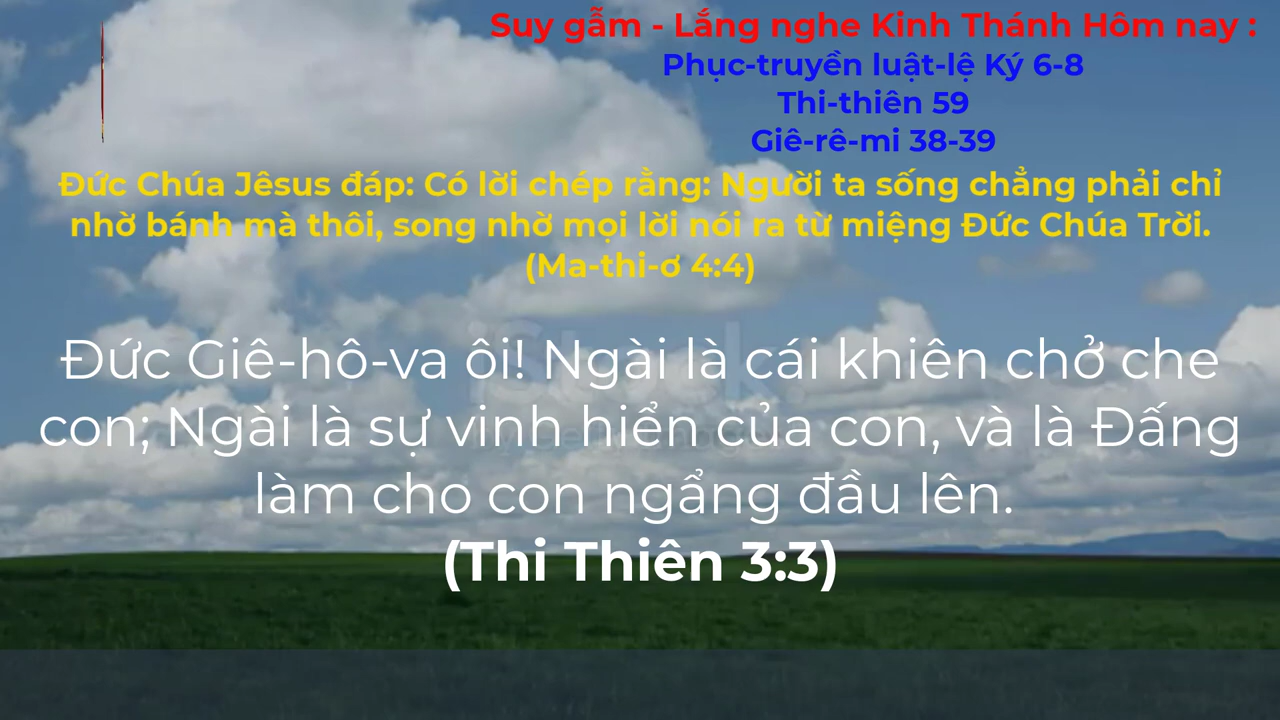 Suy gẫm - Lắng nghe Kinh Thánh Hôm nay :
Phục-truyền luật-lệ Ký 6-8
Thi-thiên 59
Giê-rê-mi 38-39
Đức Chúa Jêsus đáp: Có lời chép rằng: Người ta sống chẳng phải chỉ
nhờ bánh mà thôi, song nhờ mọi lời nói ra từ miệng Đức Chúa Trời.
(Ma-thi-ơ 4:4)
iStock
Đức Giê-hô-va ôi! Ngài là cái khiên chở che
con; Ngài là sự vinh hiển của con, và là Đấng
làm cho con ngẩng đầu lên.
(Thi Thiên 3:3)